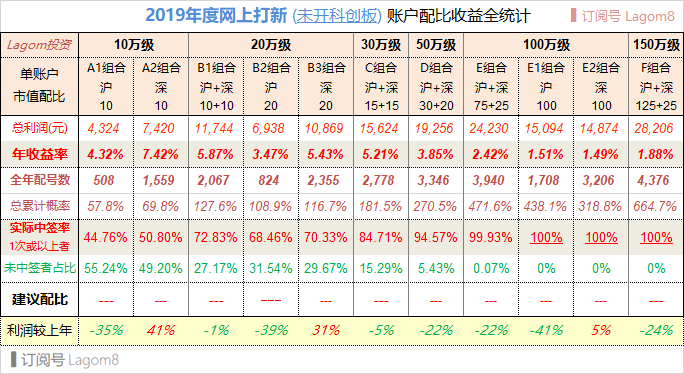 2019年度网上打新 (未开科创板) 账户配比收益全统计 ▌订阅号 Lagom8
Lagom投资 10万级 20万级 30万级 50万级 100万级 150万级
单账户 A1组合 A2组合 B1组合 B2组合 B3组合 C组合 D组合 E组合 E1组合 E2组合 F组合
市值配比 沪 深 沪+深 沪 深 沪+深 沪+深 沪+深 沪 深 沪+深
10 10 10+10 20 20 15+15 30+20 75+25 100 100 125+25
总利润(元) 4,324 7,420 11,744 6,938 10,869 15,624 19,256 24,230 15,094 14,874 28,206
年收益率 4.32% 7.42% 5.87% 3.47% 5.43% 5.21% 3.85% 2.42% 1.51% 1.49% 1.88%
全年配号数 508 1,559 2,067 824 2,355 2,778 3,346 3,940 1,708 3,206 4,376
总累计概率 57.8% 69.8% 127.6% 108.9% 116.7% 181.5% 270.5% 471.6% 438.1% 318.8% 664.7%
实际中签率 44.76% 50.80% 72.83% 68.46% 70.33% 84.71% 94.57% 99.93% 100% 100% 100%
1次或以上者
未中签者占比 55.24% 49.20% 27.17% 31.54% 29.67% 15.29% 5.43% 0.07% 0% 0% 0%
建议配比 --- --- --- --- --- --- --- --- --- --- ---
利润较上年 -35% 41% -1% -39% 31% -5% -22% -22% -41% 5% -24%
▌订阅号 Lagom8